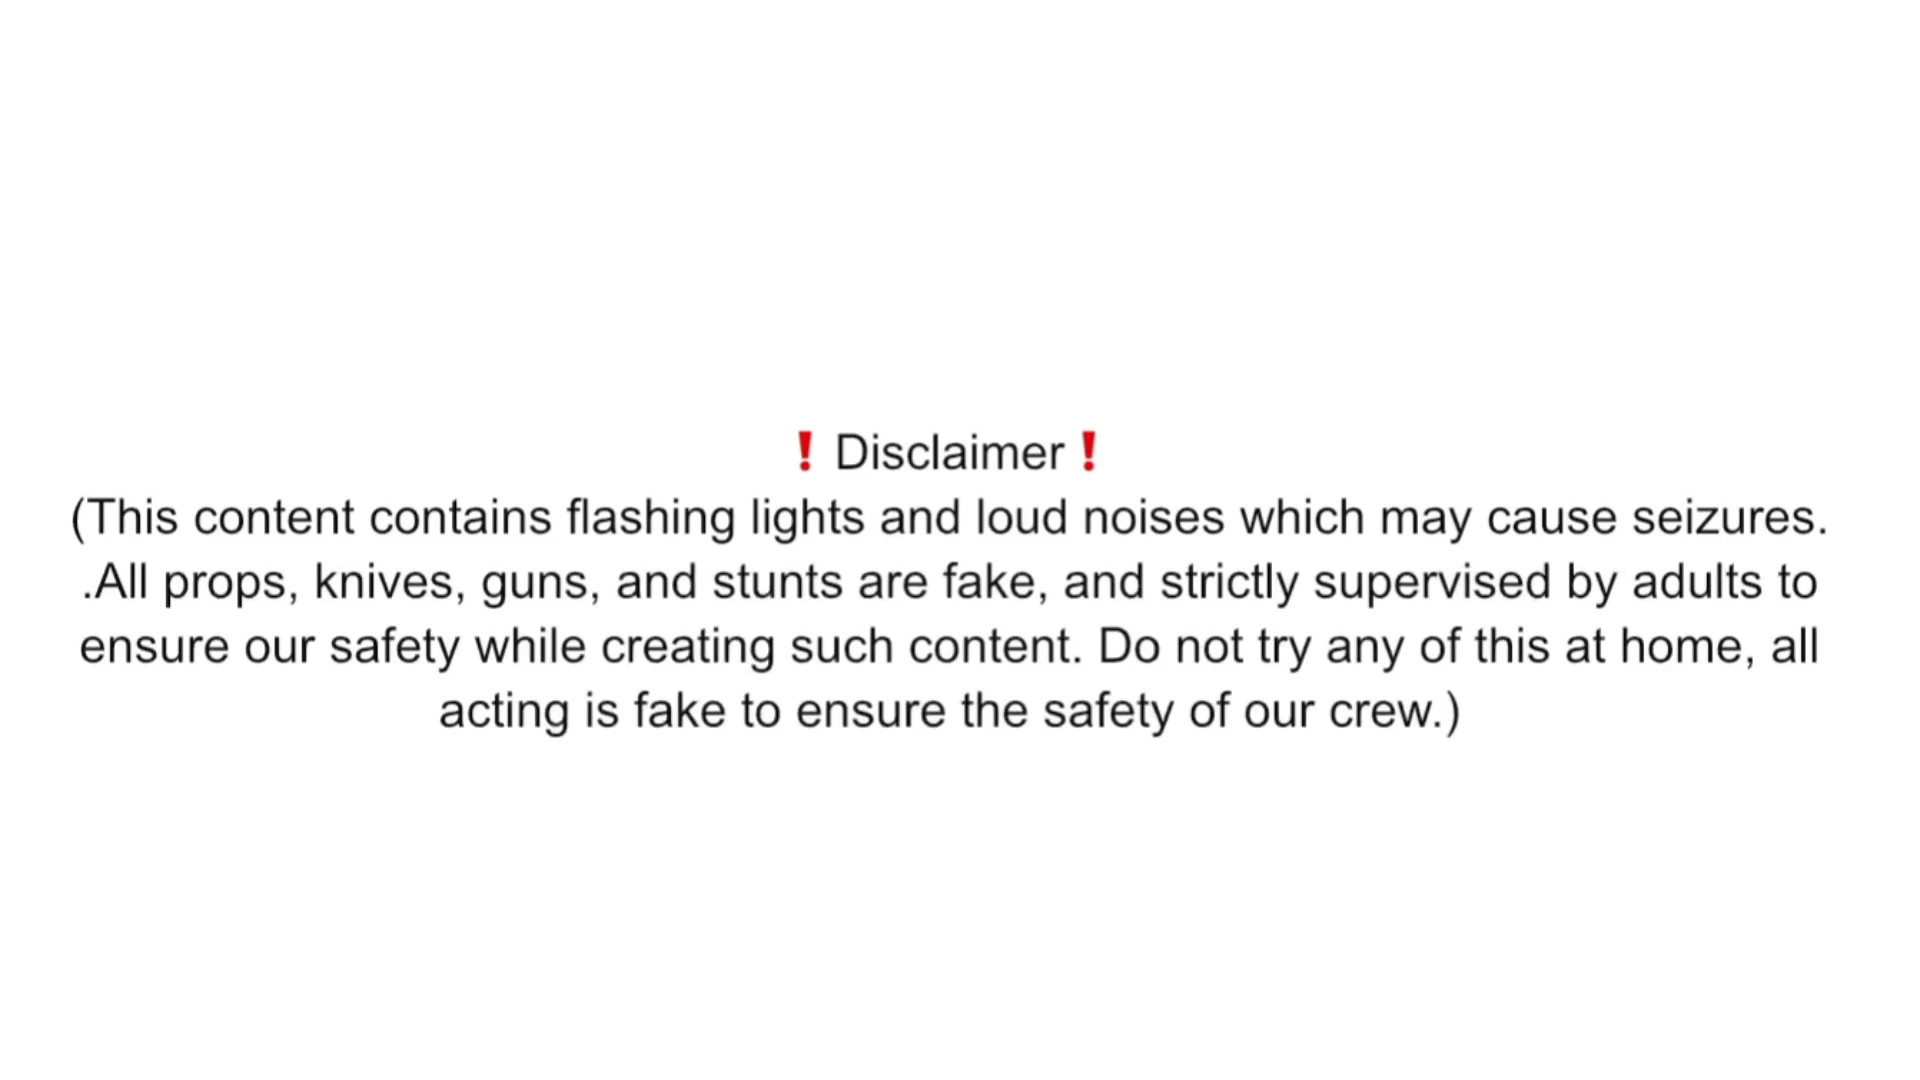 ❗ Disclaimer❗
(This content contains flashing lights and loud noises which may cause seizures.
.All props, knives, guns, and stunts are fake, and strictly supervised by adults to
ensure our safety while creating such content. Do not try any of this at home, all
acting is fake to ensure the safety of our crew.)